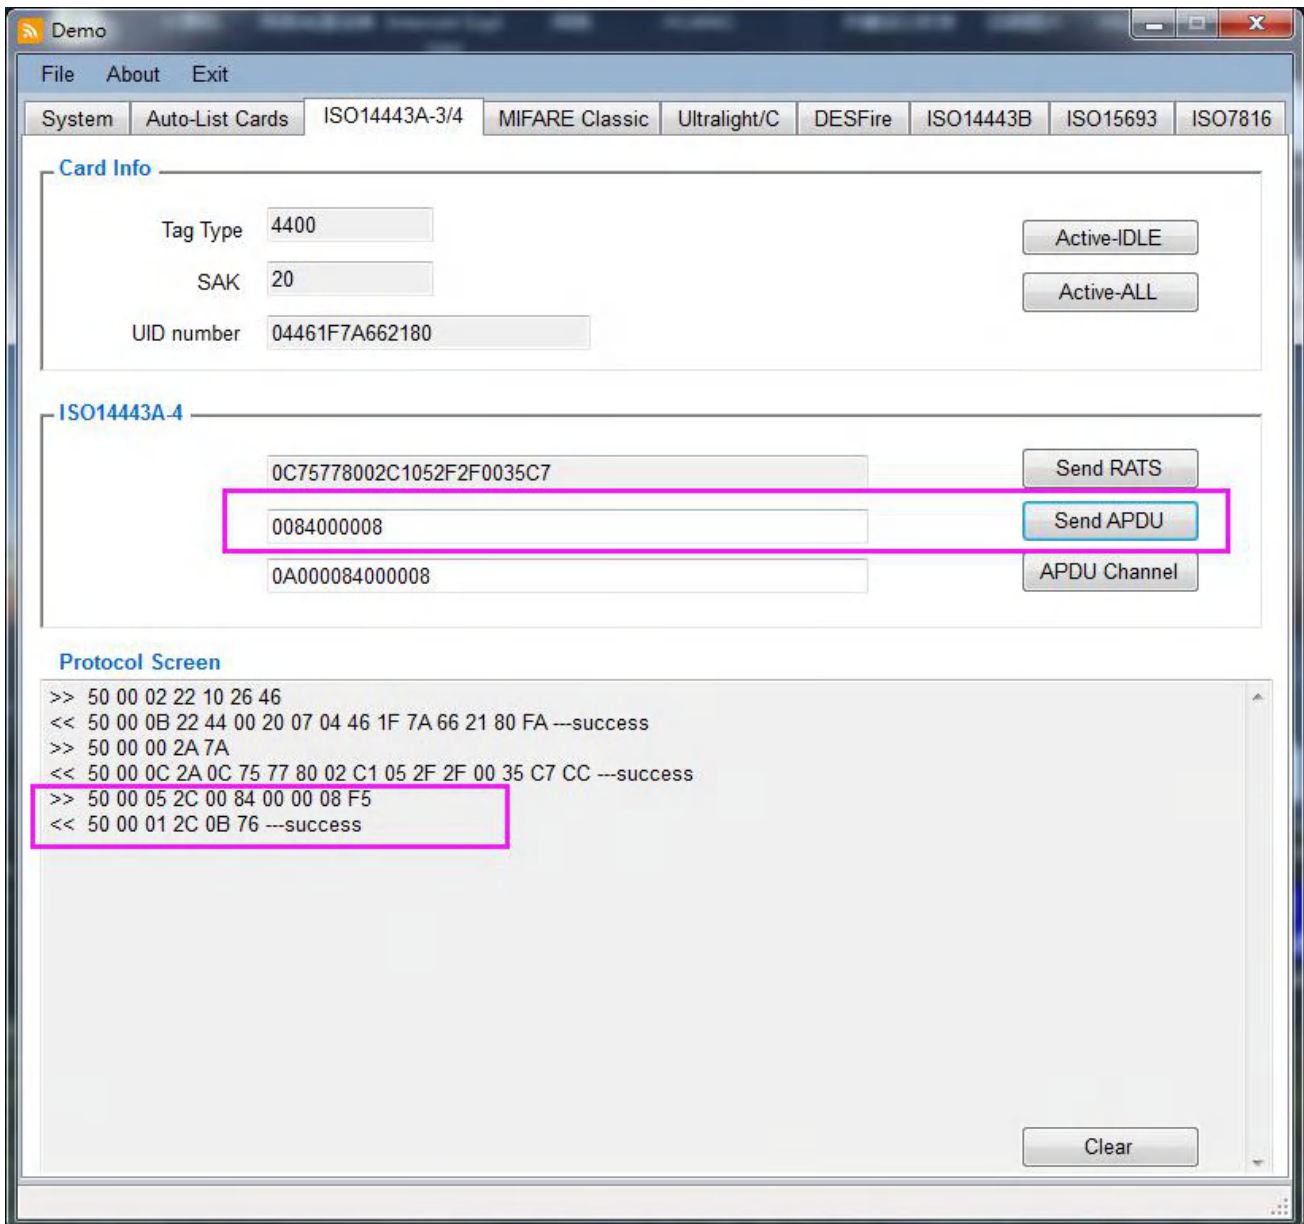 Demo
File About Exit
System Auto-List Cards ISO14443A-3/4 MIFARE Classic Ultralight/C DESFire ISO14443B ISO15693 ISO7816
Card Info
Tag Type 4400
Active-IDLE
SAK 20
Active-ALL
UID number 04461F7A662180
ISO14443A-4
0C75778002C1052F2F0035C7 Send RATS
0084000008 Send APDU
0A000084000008 APDU Channel
Protocol Screen
>> 50 00 02 22 10 26 46
<< 50 00 0B 22 44 00 20 07 04 46 1F 7A 66 21 80 FA ---success
>> 50 00 00 2A 7A
<< 50 00 0C 2A 0C 75 77 80 02 C1 05 2F 2F 00 35 C7 CC ---success
>> 50 00 05 2C 00 84 00 00 08 F5
<< 50 00 01 2C 0B 76 ---success
Clear